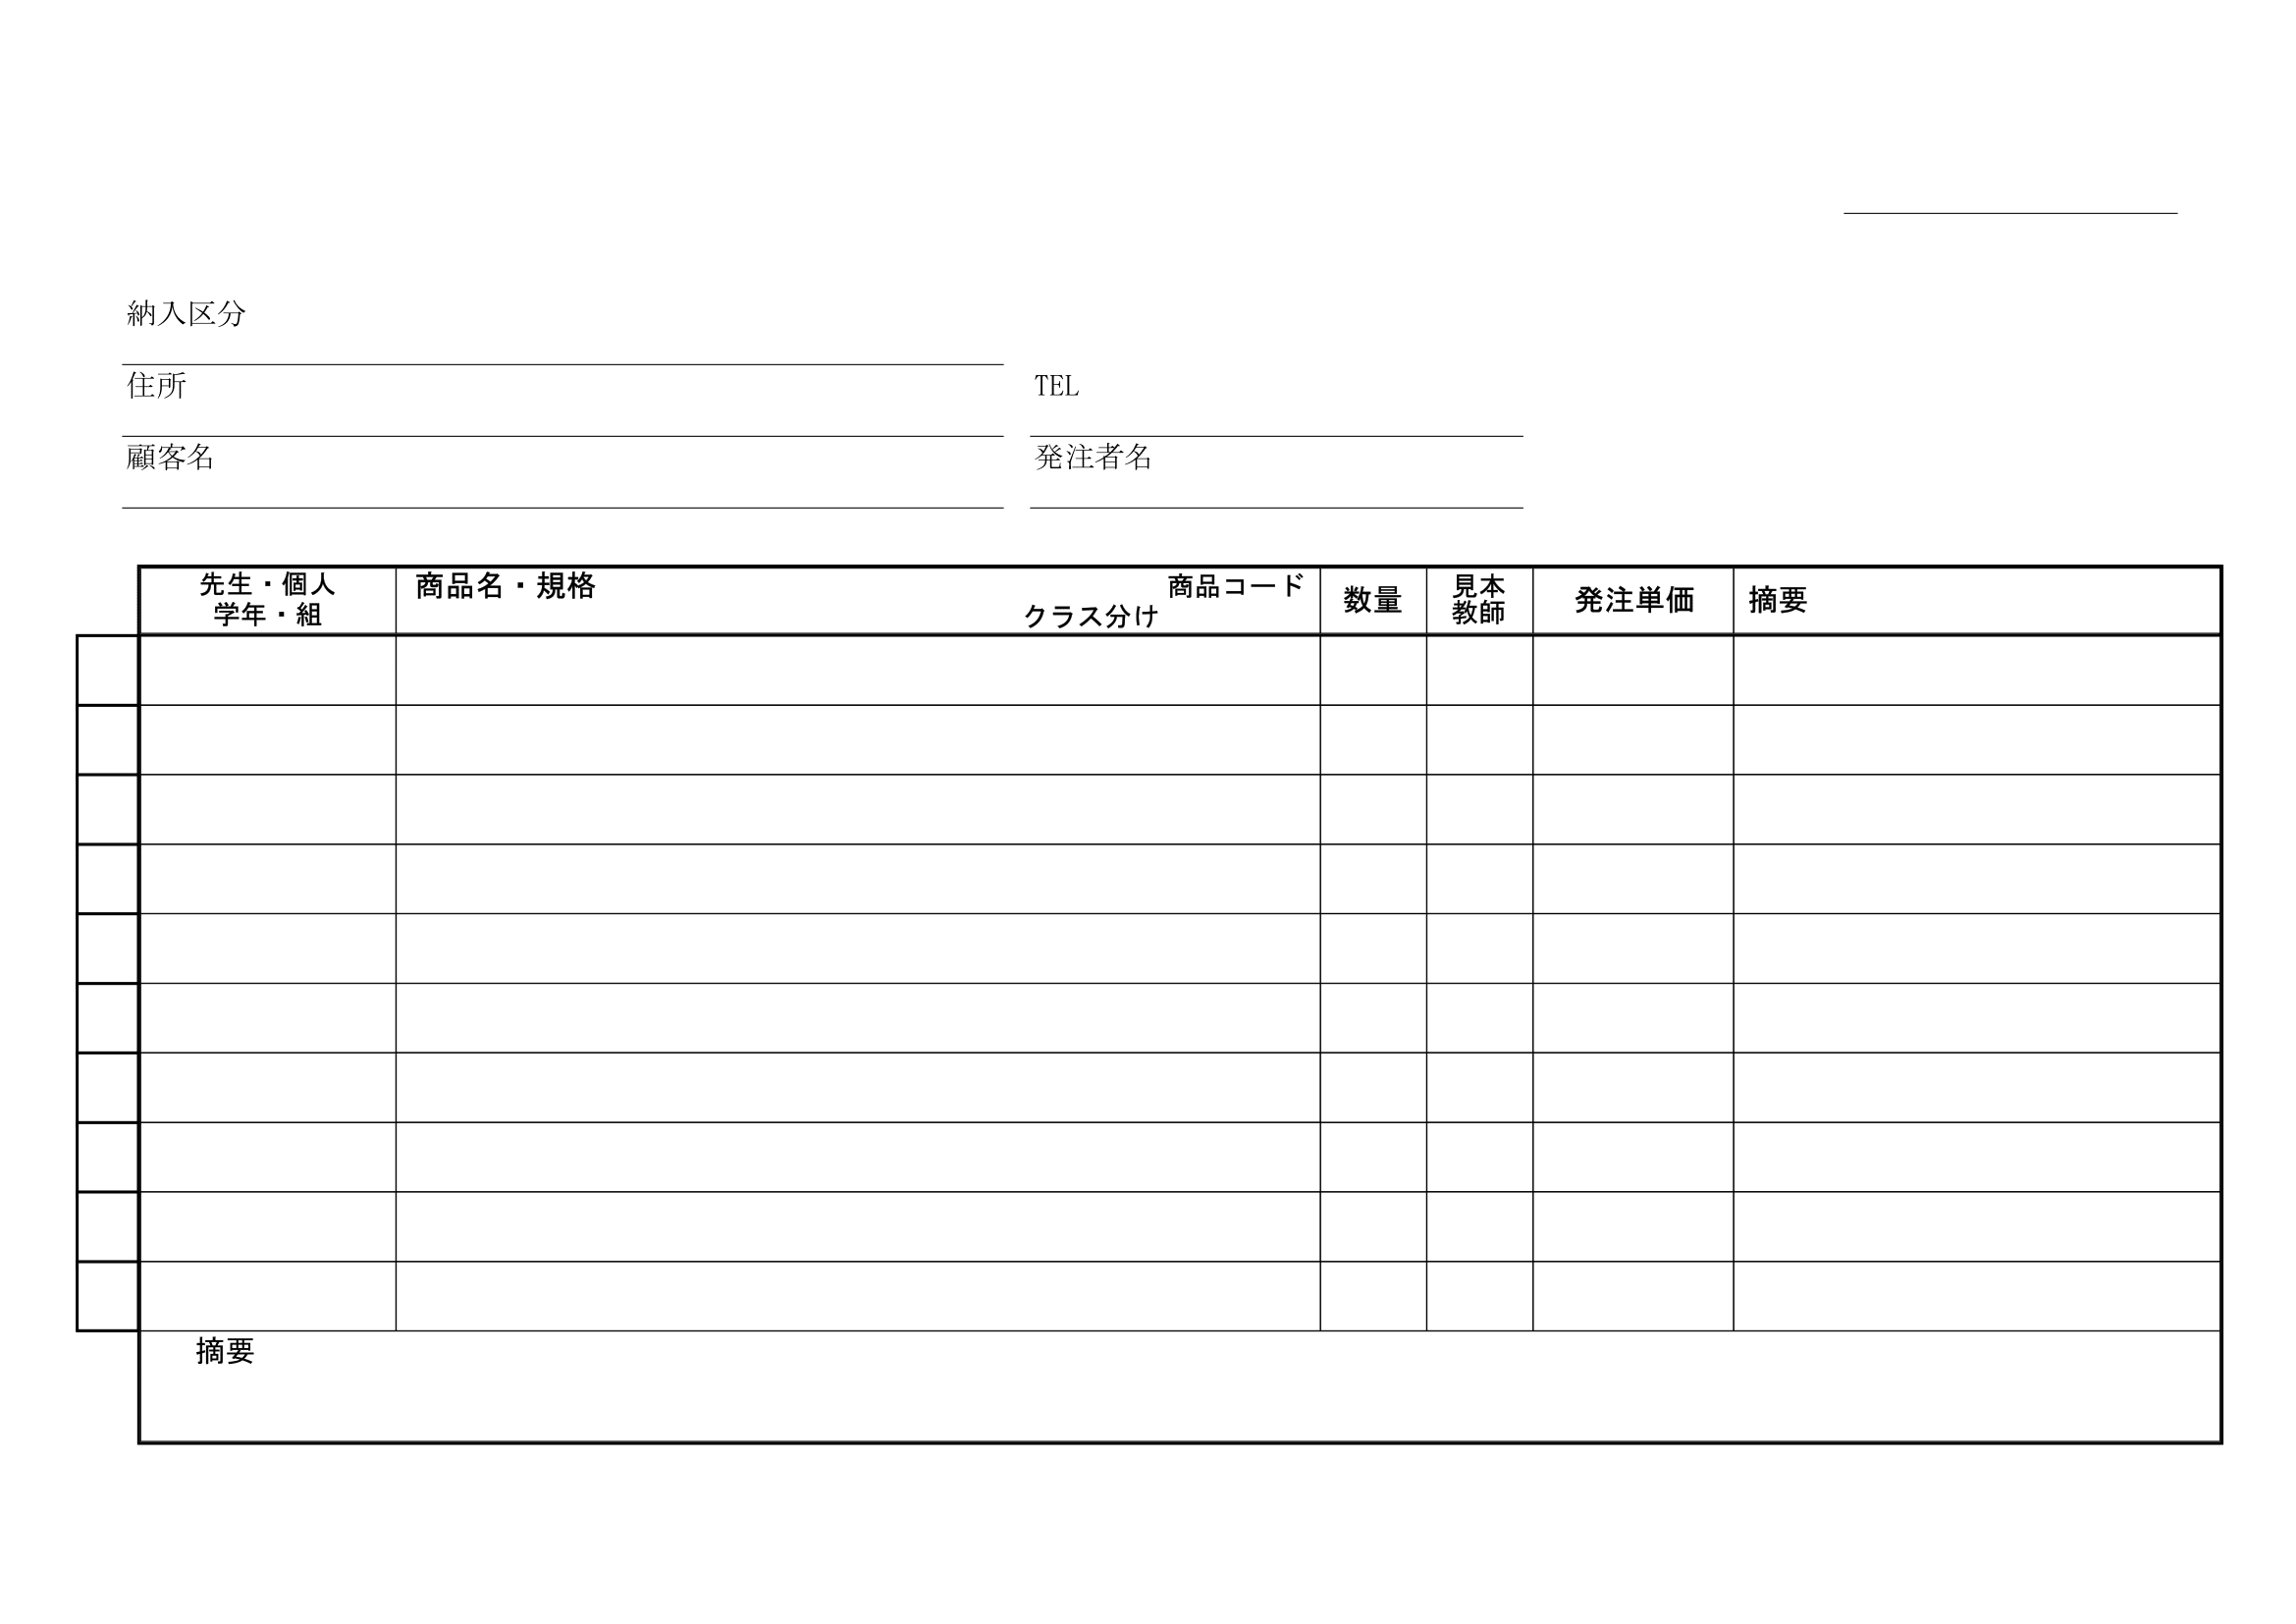 納入区分
住所
TEL
顧客名
発注者名
先生・個人
学年・組
商品名・規格
商品コード
クラス分け
数量
見本
教師
発注単価
摘要
摘要